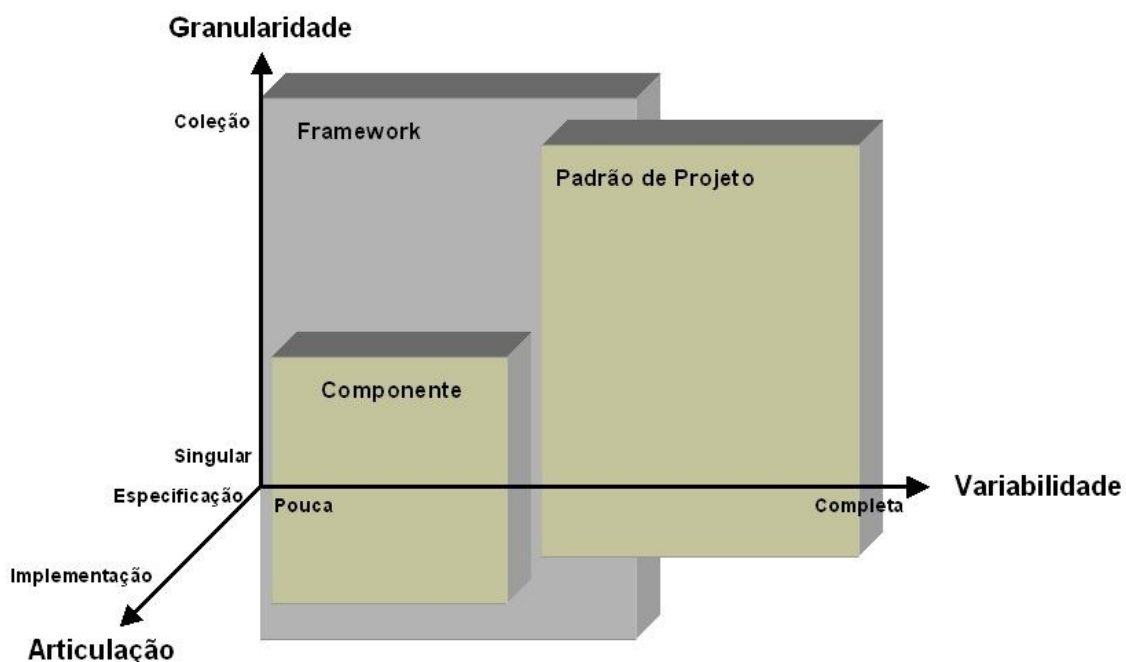 Granularidade
Coleção
Framework
Padrão de Projeto
Componente
Singular
Especificação
Pouca
Completa
Variabilidade
Implementação
Articulação